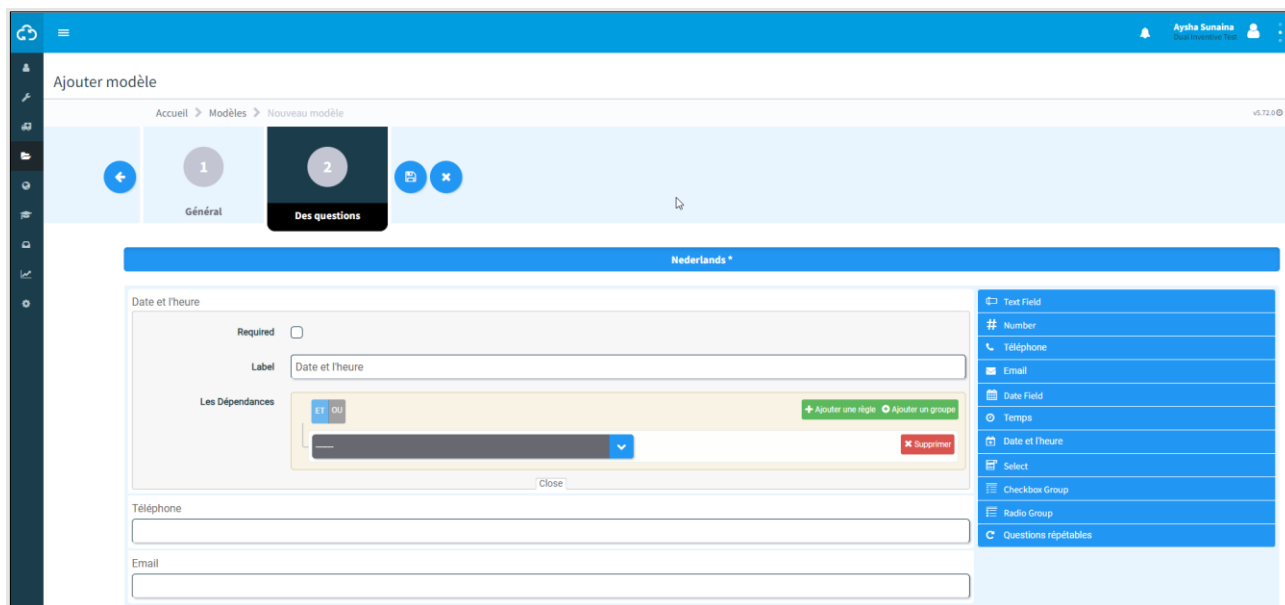 Aysha Sunaina
Dual Inventive Test
Ajouter modèle
Accueil > Modèles > Nouveau modèle
v5.72.0
1
Général
2
Des questions
Nederlands *
Date et l'heure
Required
Label
Date et l'heure
Les Dépendances
ET OU
Ajouter une règle Ajouter un groupe
------
Supprimer
Close
Téléphone
Email
Text Field
Number
Téléphone
Email
Date Field
Temps
Date et l'heure
Select
Checkbox Group
Radio Group
Questions répétables